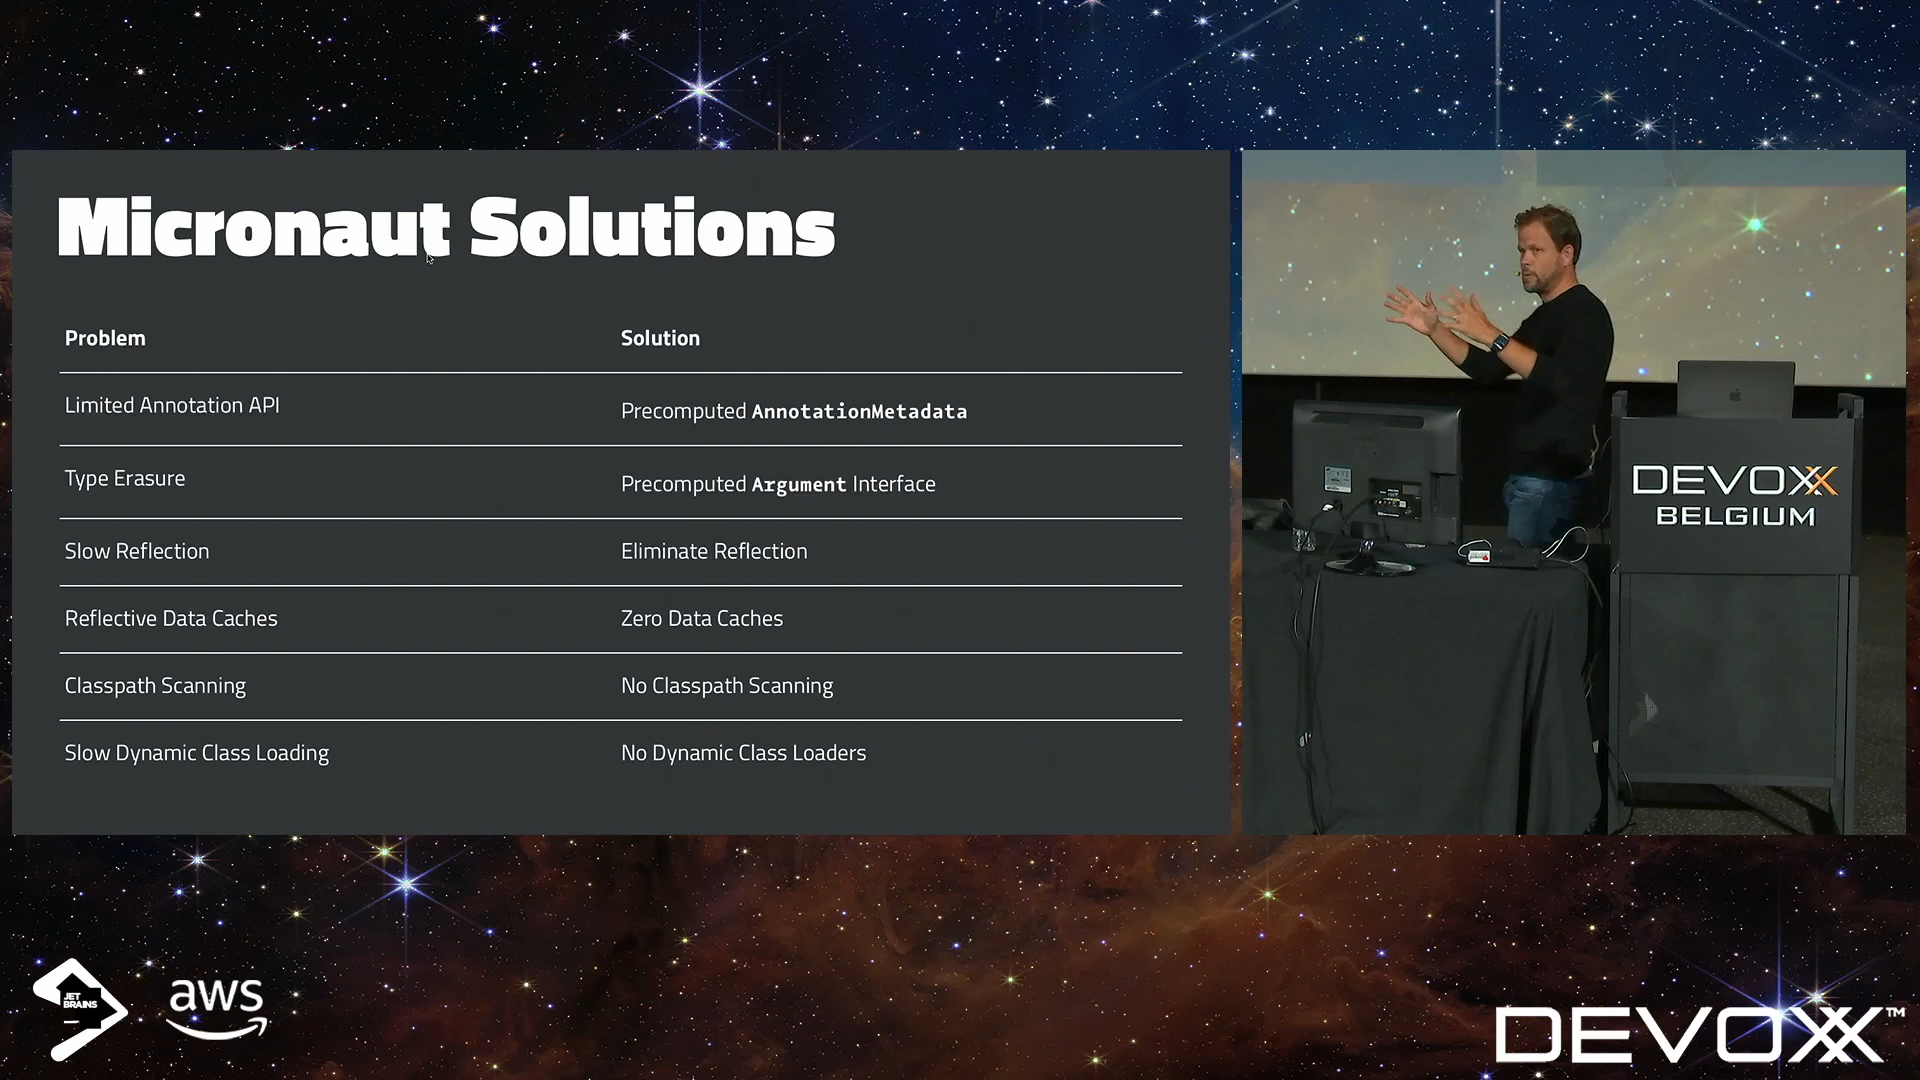 Micronaut Solutions
Problem Solution
Limited Annotation API Precomputed AnnotationMetadata
Type Erasure Precomputed Argument Interface
Slow Reflection Eliminate Reflection
Reflective Data Caches Zero Data Caches
Classpath Scanning No Classpath Scanning
Slow Dynamic Class Loading No Dynamic Class Loaders
DEVOXX
BELGIUM
JET
BRAINS
aws
DEVOXX™